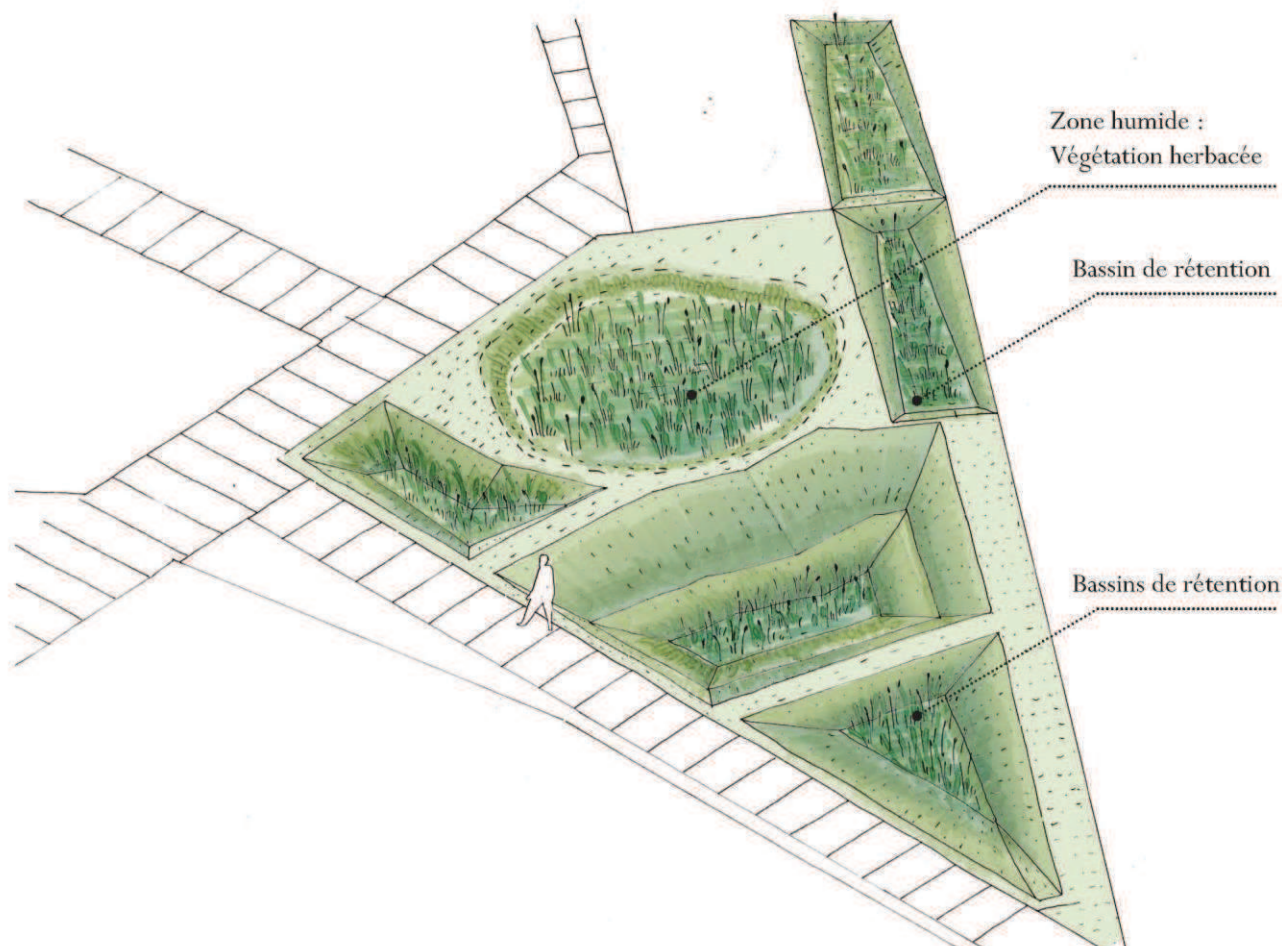 Zone humide :
Végétation herbacée
Bassin de rétention
Bassins de rétention